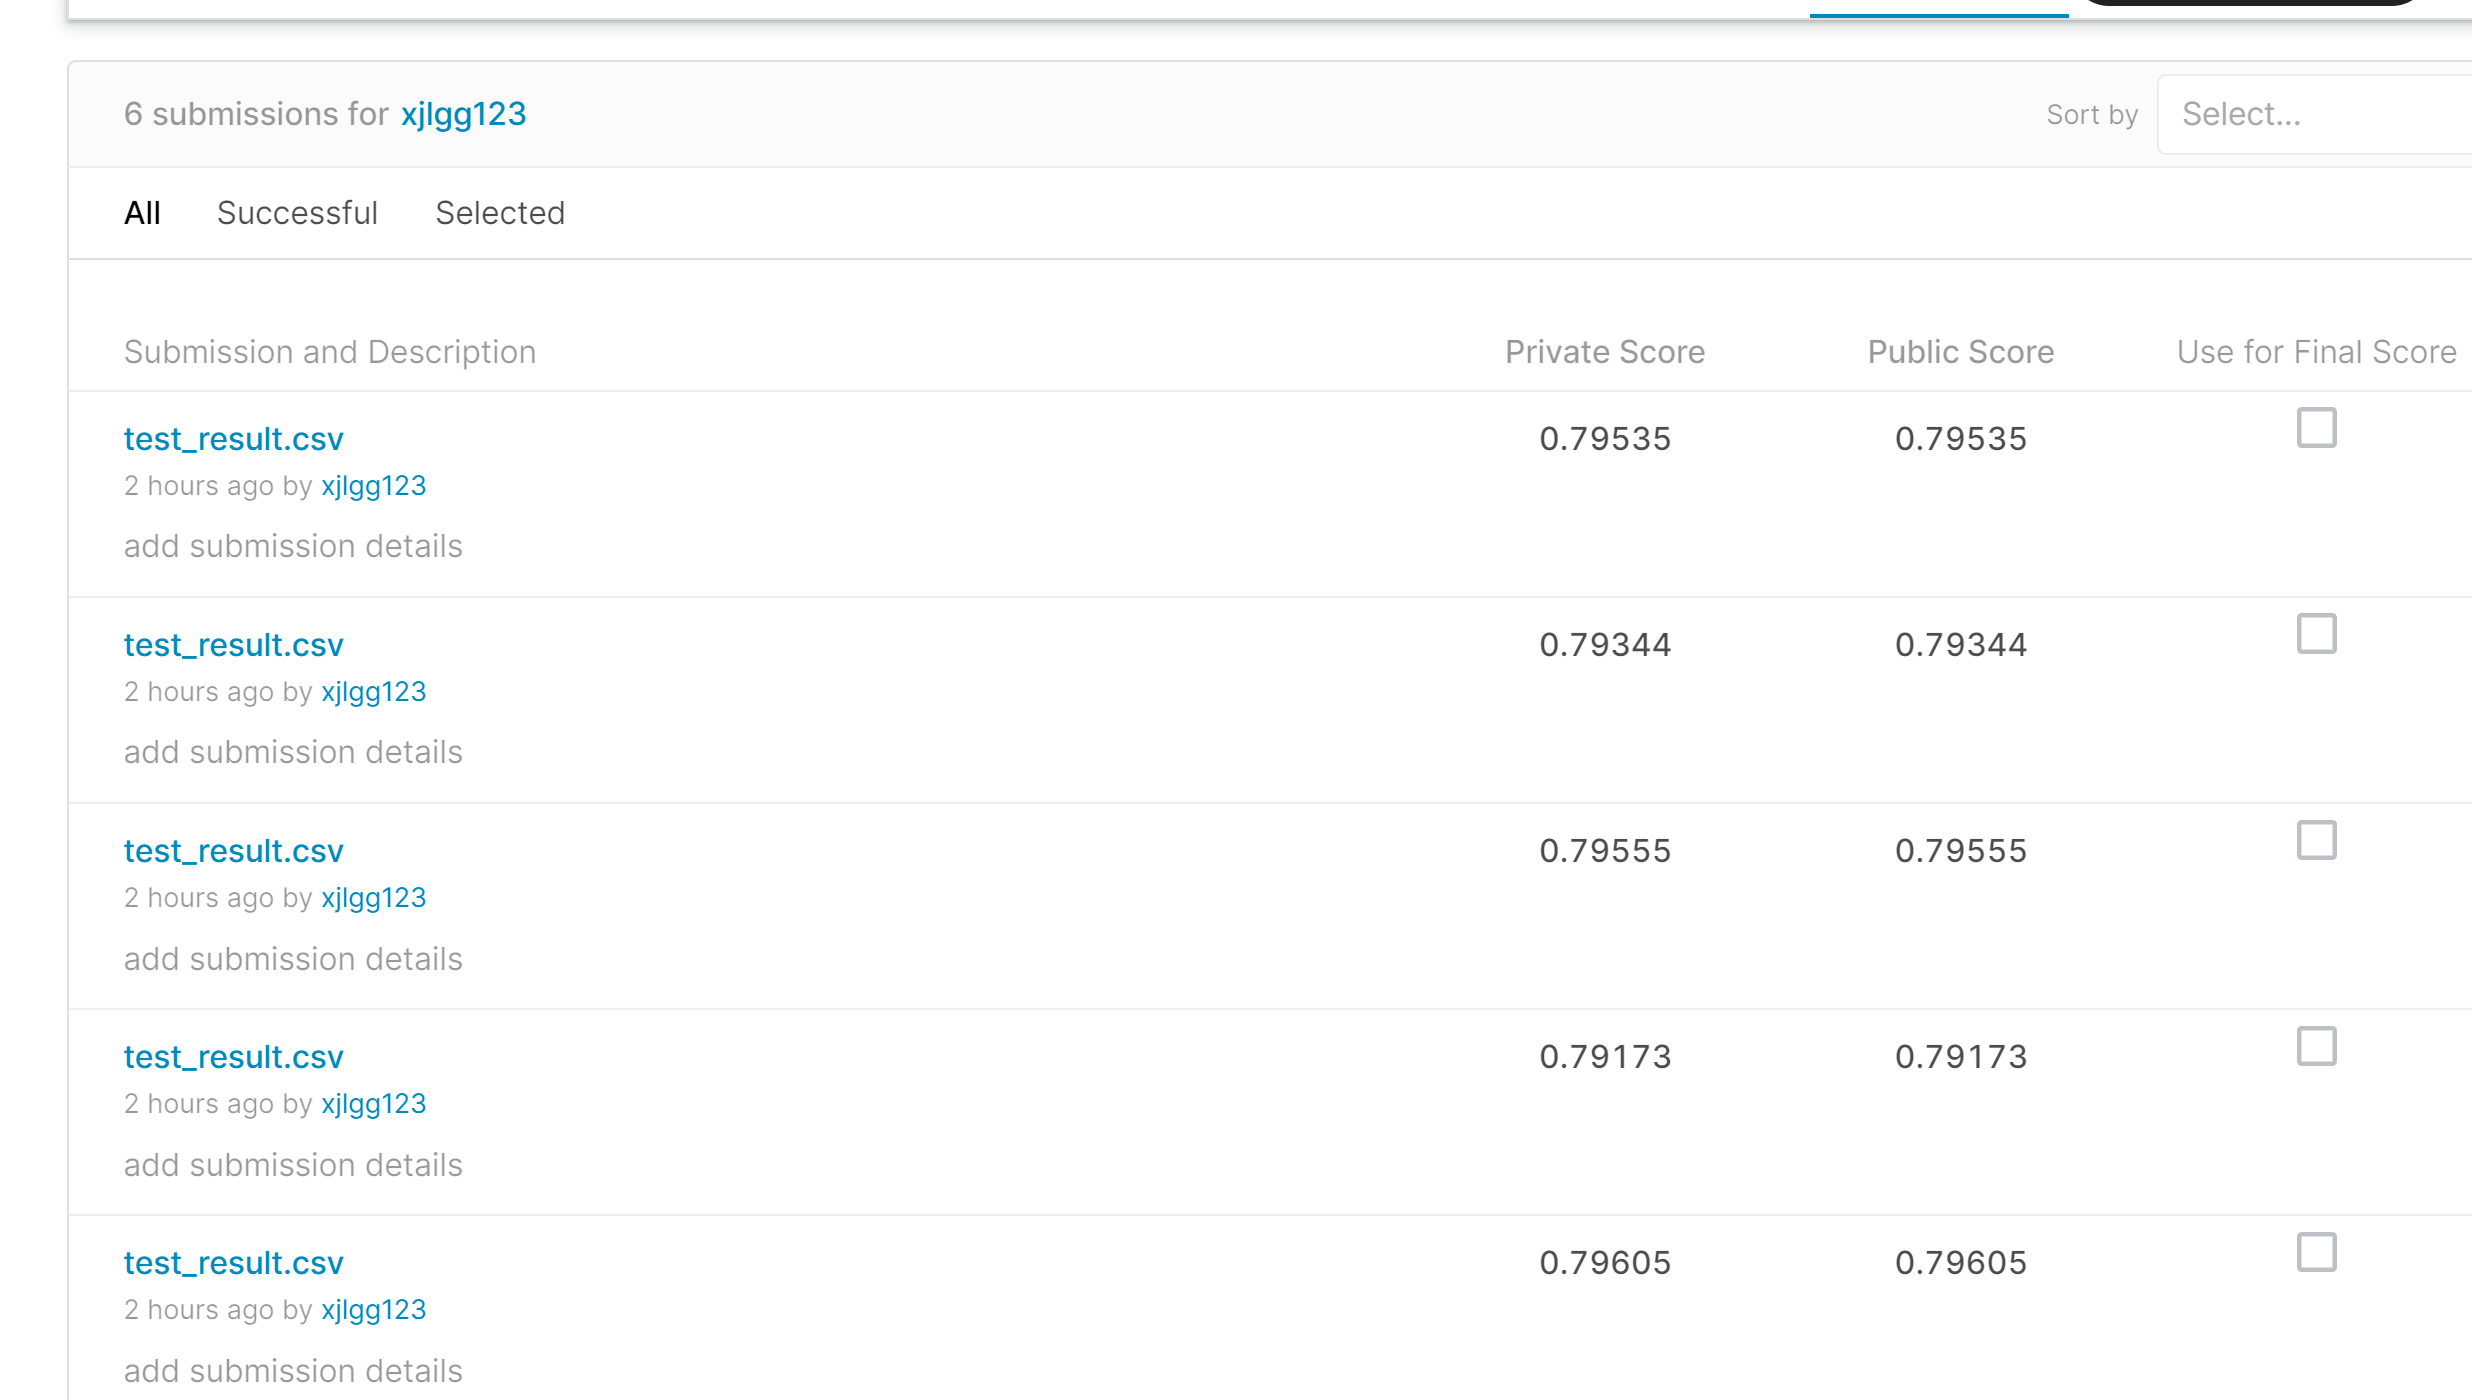 6 submissions for xjlgg123 Sort by Select...
All Successful Selected
Submission and Description Private Score Public Score Use for Final Score
test_result.csv 0.79535 0.79535
2 hours ago by xjlgg123
add submission details
test_result.csv 0.79344 0.79344
2 hours ago by xjlgg123
add submission details
test_result.csv 0.79555 0.79555
2 hours ago by xjlgg123
add submission details
test_result.csv 0.79173 0.79173
2 hours ago by xjlgg123
add submission details
test_result.csv 0.79605 0.79605
2 hours ago by xjlgg123
add submission details